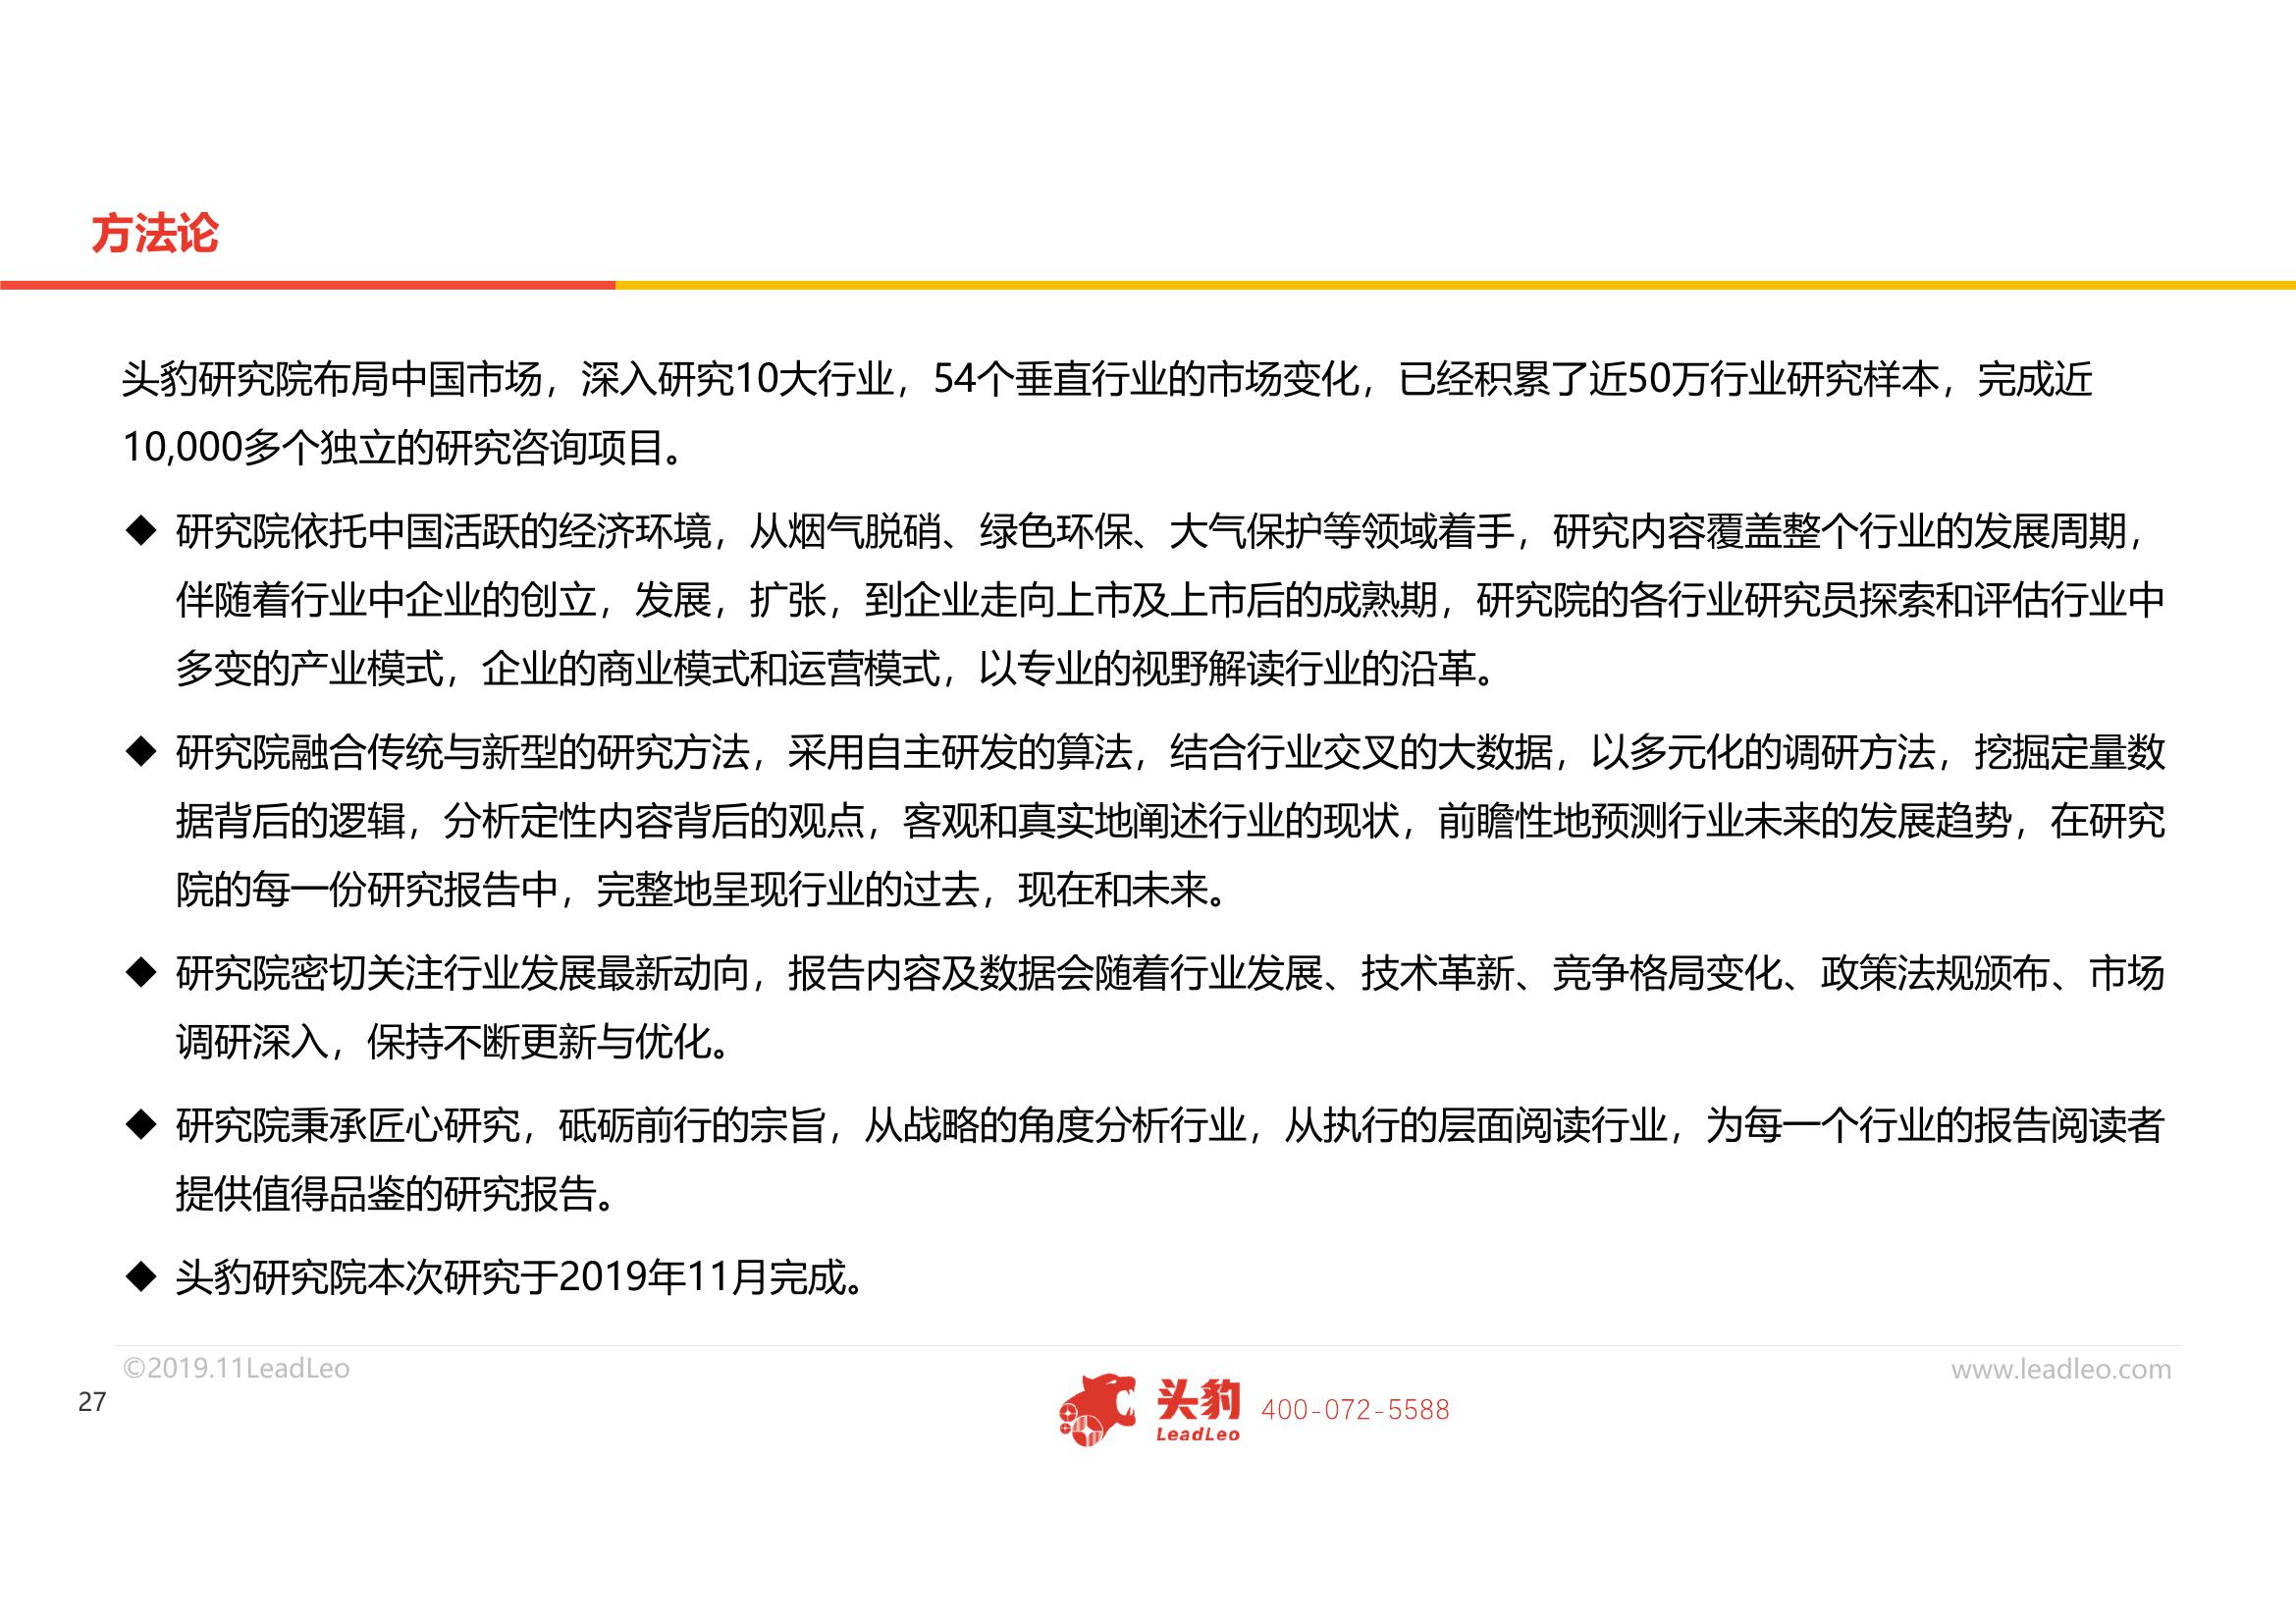 方法论
头豹研究院布局中国市场，深入研究10大行业，54个垂直行业的市场变化，已经积累了近50万行业研究样本，完成近
10,000多个独立的研究咨询项目。
◆ 研究院依托中国活跃的经济环境，从烟气脱硝、绿色环保、大气保护等领域着手，研究内容覆盖整个行业的发展周期，
伴随着行业中企业的创立，发展，扩张，到企业走向上市及上市后的成熟期，研究院的各行业研究员探索和评估行业中
多变的产业模式，企业的商业模式和运营模式，以专业的视野解读行业的沿革。
◆ 研究院融合传统与新型的研究方法，采用自主研发的算法，结合行业交叉的大数据，以多元化的调研方法，挖掘定量数
据背后的逻辑，分析定性内容背后的观点，客观和真实地阐述行业的现状，前瞻性地预测行业未来的发展趋势，在研究
院的每一份研究报告中，完整地呈现行业的过去，现在和未来。
◆ 研究院密切关注行业发展最新动向，报告内容及数据会随着行业发展、技术革新、竞争格局变化、政策法规颁布、市场
调研深入，保持不断更新与优化。
◆ 研究院秉承匠心研究，砥砺前行的宗旨，从战略的角度分析行业，从执行的层面阅读行业，为每一个行业的报告阅读者
提供值得品鉴的研究报告。
◆ 头豹研究院本次研究于2019年11月完成。
©2019.11LeadLeo
www.leadleo.com
27
头豹
LeadLeo
400-072-5588